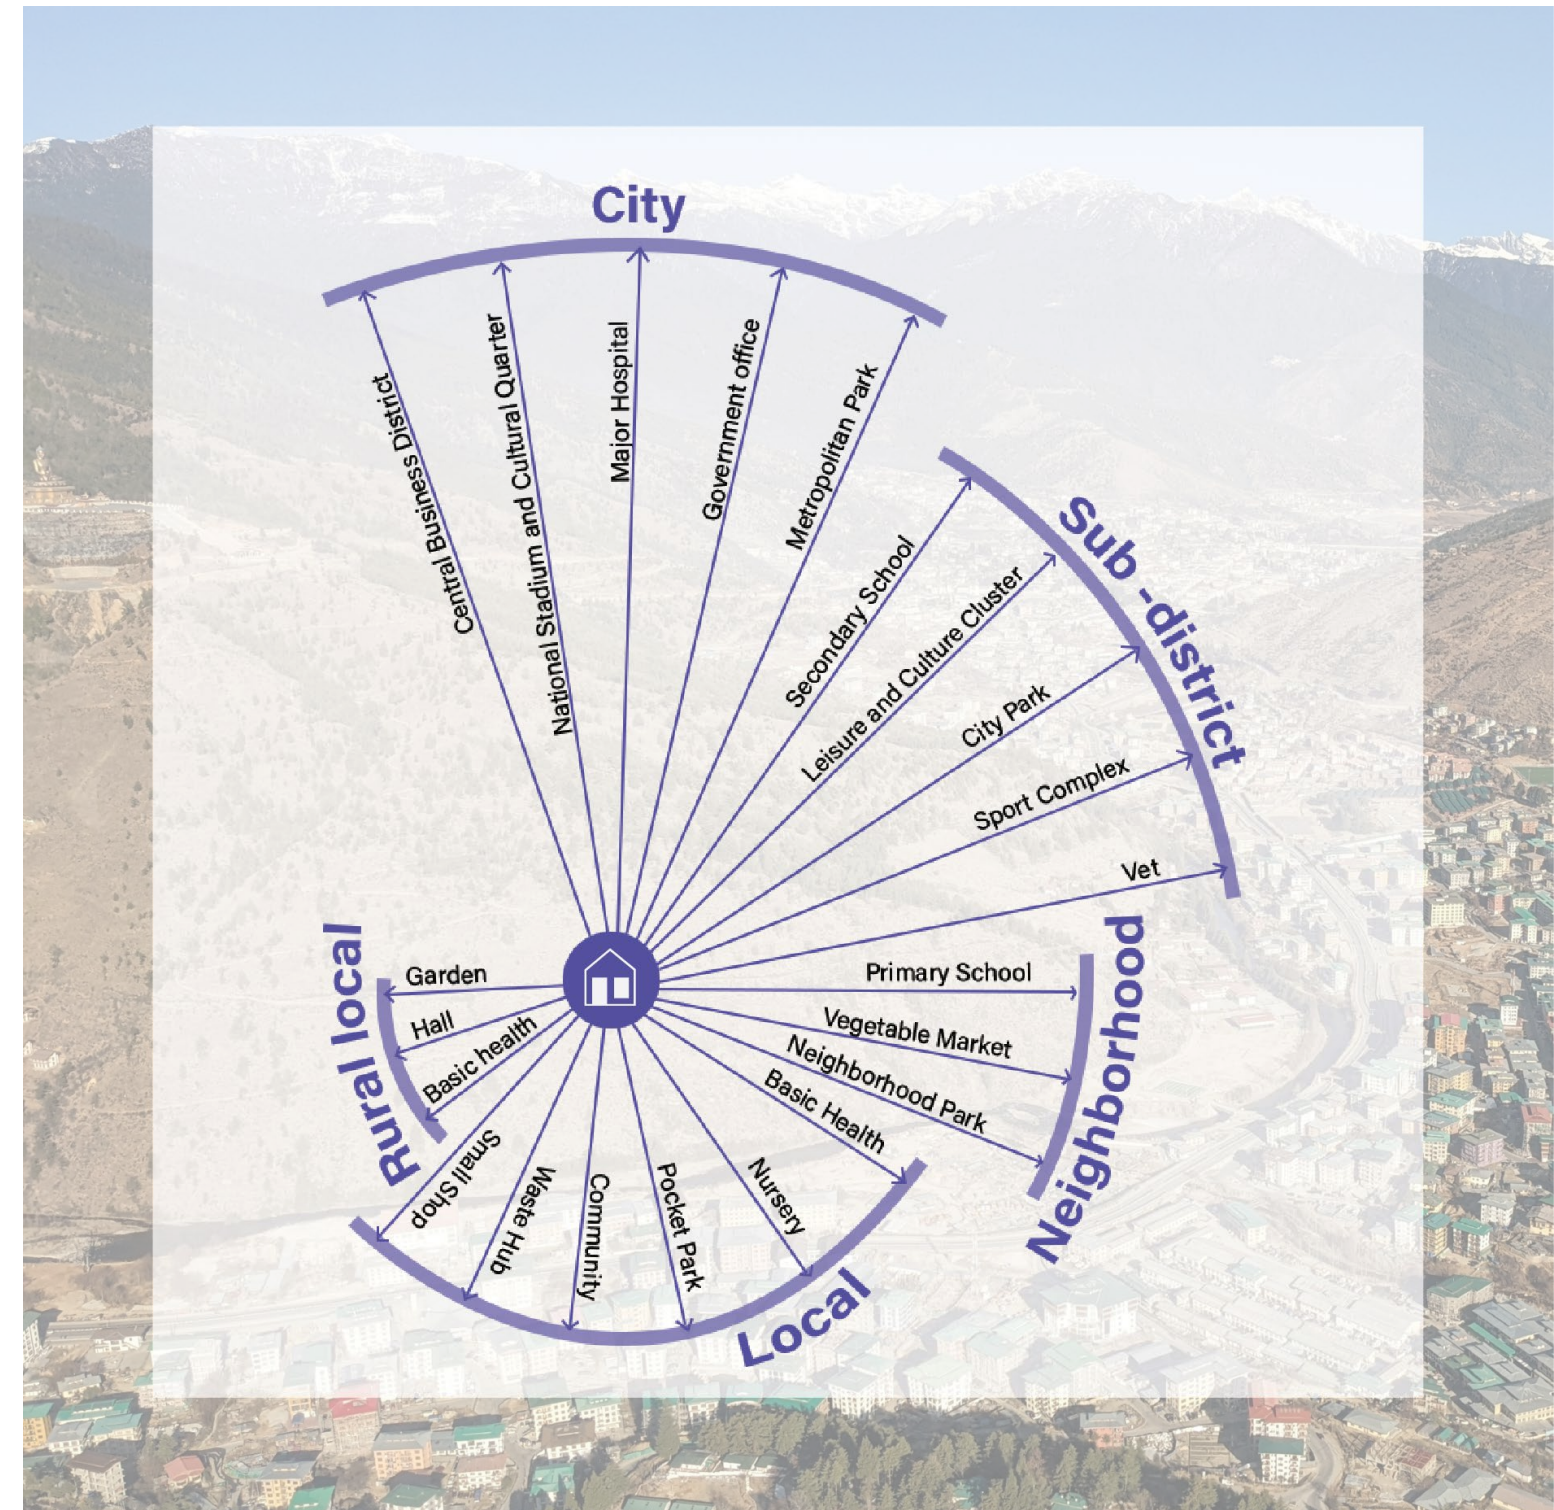 City
Central Business District
National Stadium and Cultural Quarter
Major Hospital
Government office
Metropolitan Park
Sub -district
Secondary School
Leisure and Culture Cluster
City Park
Sport Complex
Vet
Neighborhood
Primary School
Vegetable Market
Neighborhood Park
Local
Basic Health
Nursery
Pocket Park
Community
Waste Hub
Small Shop
Rural local
Garden
Hall
Basic health